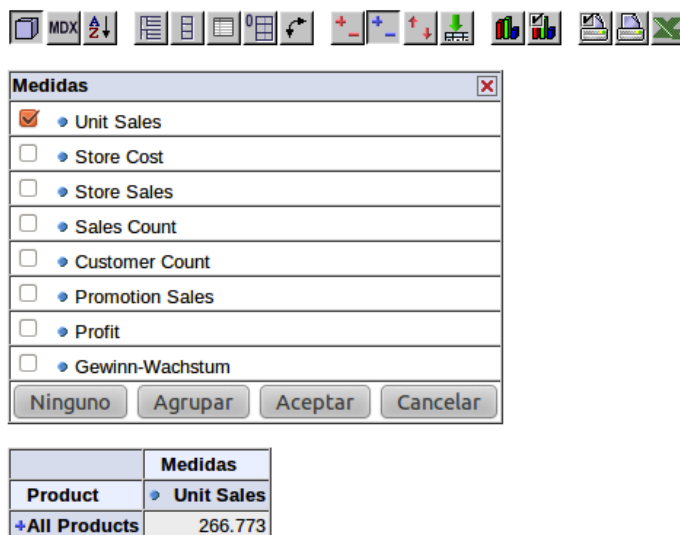 MDX A Z 0
Medidas
Unit Sales
Store Cost
Store Sales
Sales Count
Customer Count
Promotion Sales
Profit
Gewinn-Wachstum
Ninguno Agrupar Aceptar Cancelar
Medidas
Product Unit Sales
+All Products 266.773